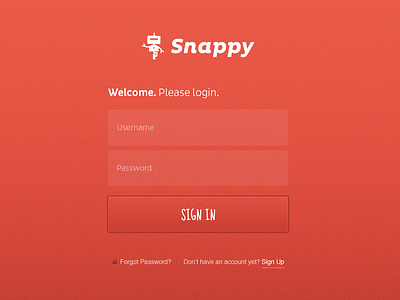 Snappy
Welcome. Please login.
Username
Password
SIGN IN
Forgot Password? Don't have an account yet? Sign Up